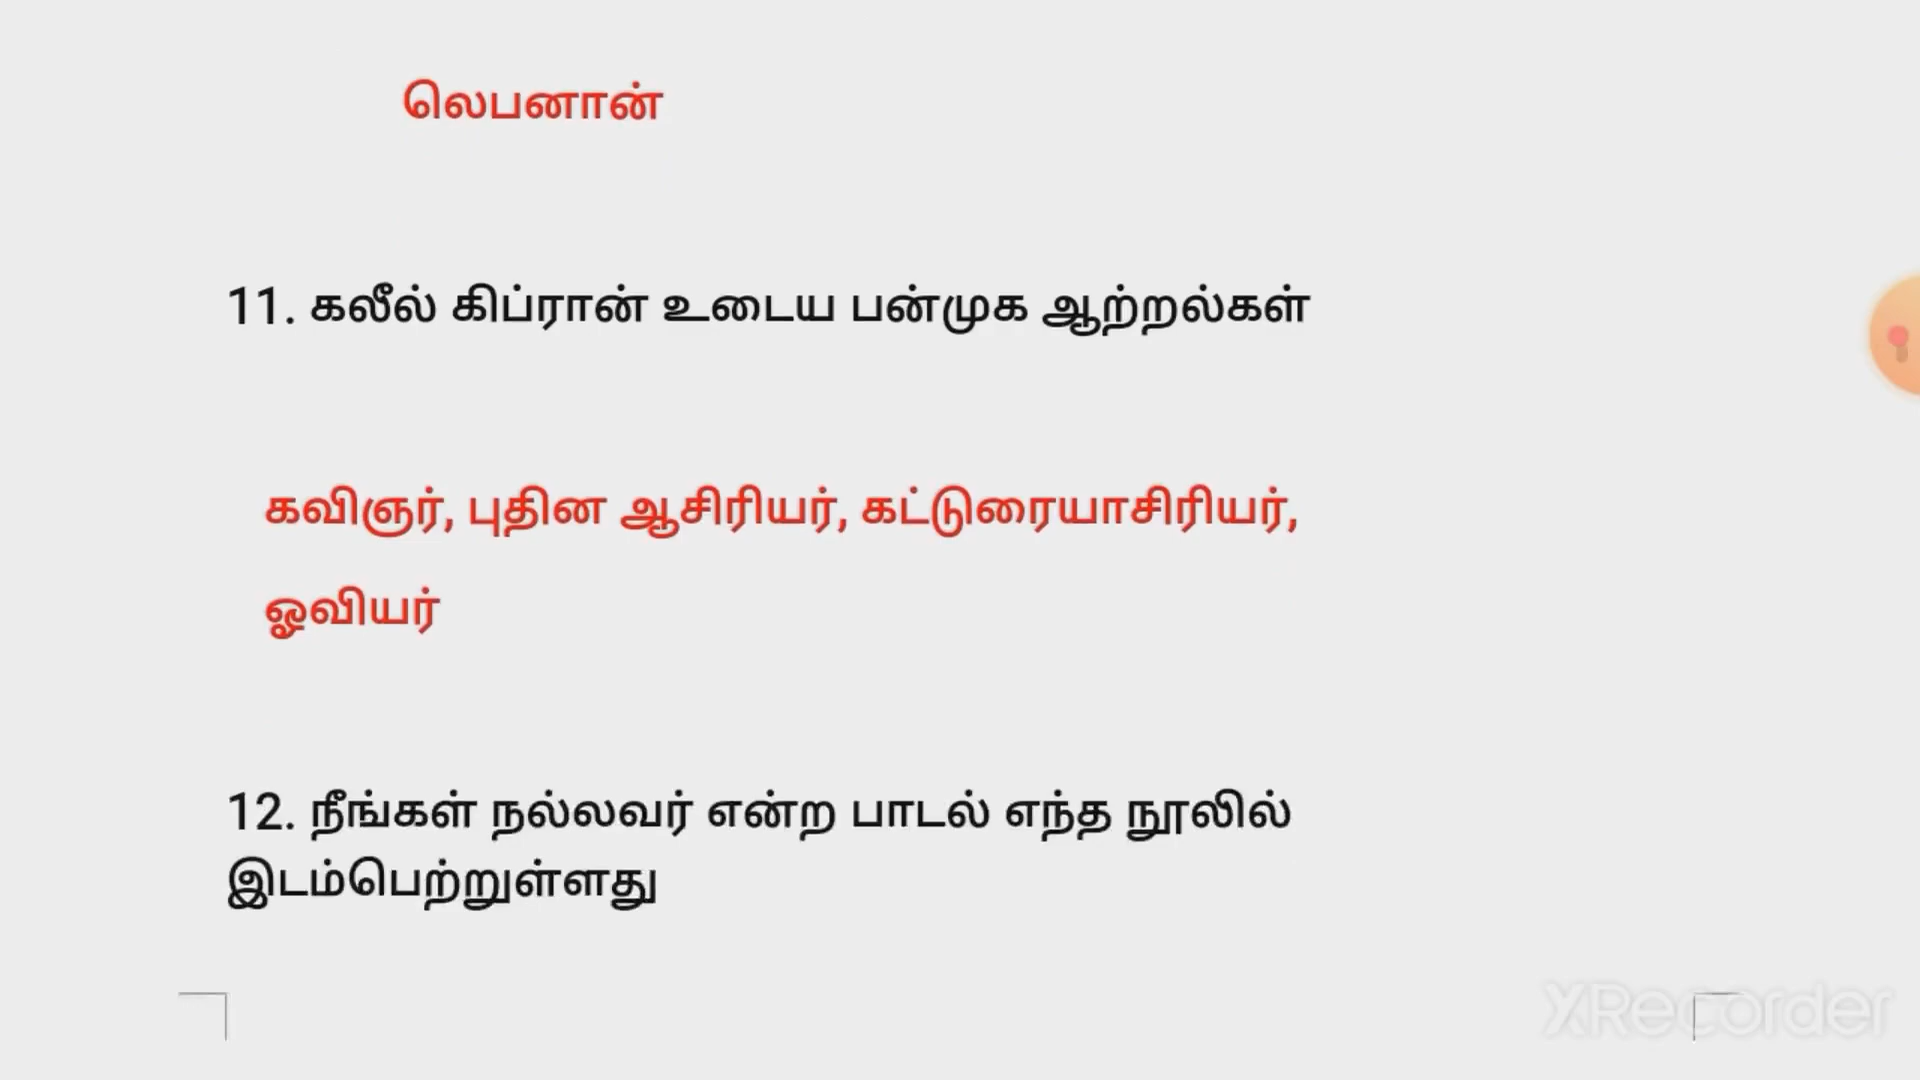 லெபனான்
11. கலீல் கிப்ரான் உடைய பன்முக ஆற்றல்கள்
கவிஞர், புதின ஆசிரியர், கட்டுரையாசிரியர்,
ஓவியர்
12. நீங்கள் நல்லவர் என்ற பாடல் எந்த நூலில்
இடம்பெற்றுள்ளது
XRecorder